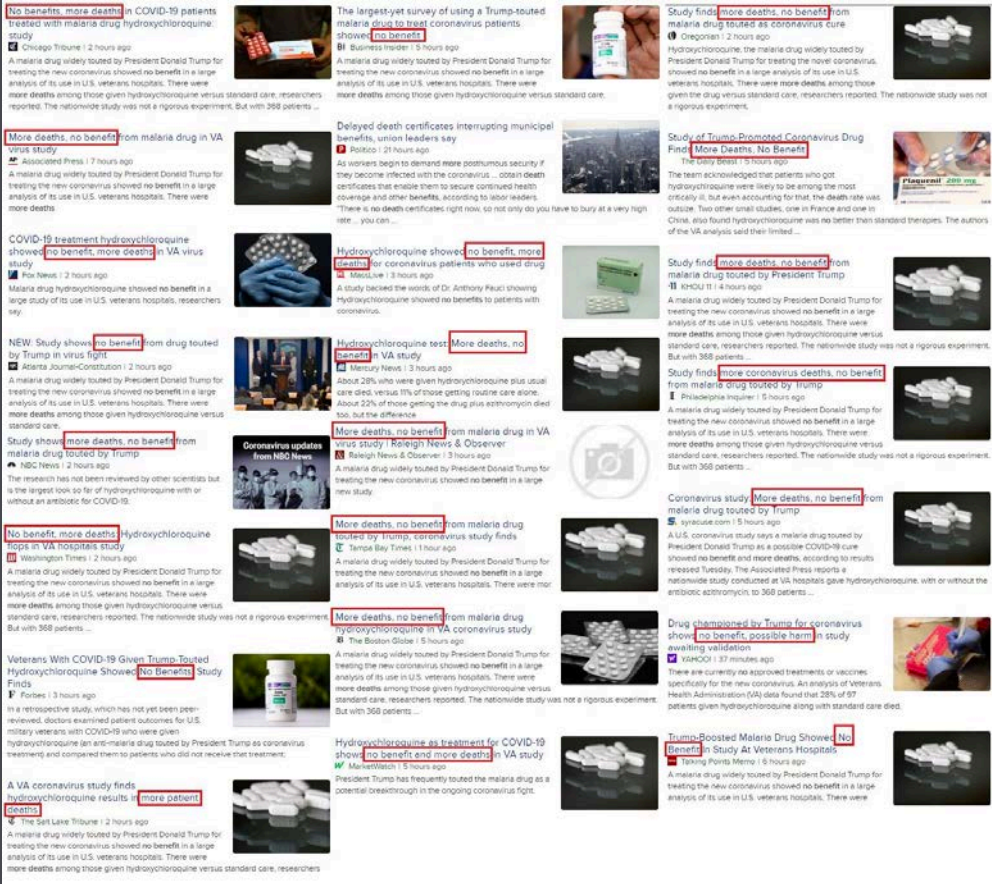 No benefits, more deaths in COVID-19 patients
treated with malaria drug hydroxychloroquine:
study
Chicago Tribune | 2 hours ago
A malaria drug widely touted by President Donald Trump for
treating the new coronavirus showed no benefit in a large
analysis of its use in U.S. veterans hospitals. There were
more deaths among those given hydroxychloroquine versus standard care, researchers
reported. The nationwide study was not a rigorous experiment. But with 368 patients ...
More deaths, no benefit from malaria drug in VA
virus study
AP Associated Press | 7 hours ago
A malaria drug widely touted by President Donald Trump for
treating the new coronavirus showed no benefit in a large
analysis of its use in U.S. veterans hospitals. There were
more deaths
COVID-19 treatment hydroxychloroquine
showed no benefit, more deaths in VA virus
study
Fox News | 2 hours ago
Malaria drug hydroxychloroquine showed no benefit in a
large study of its use in U.S. veterans hospitals, researchers
say.
NEW: Study shows no benefit from drug touted
by Trump in virus fight
Atlanta Journal-Constitution | 2 hours ago
A malaria drug widely touted by President Donald Trump for
treating the new coronavirus showed no benefit in a large
analysis of its use in U.S. veterans hospitals. There were
more deaths among those given hydroxychloroquine versus
standard care.
Study shows more deaths, no benefit from
malaria drug touted by Trump
NBC News | 2 hours ago
The research has not been reviewed by other scientists but
is the largest look so far of hydroxychloroquine with or
without an antibiotic for COVID-19.
Coronavirus updates
from NBC News
No benefit, more deaths: Hydroxychloroquine
flops in VA hospitals study
Washington Times | 2 hours ago
A malaria drug widely touted by President Donald Trump for
treating the new coronavirus showed no benefit in a large
analysis of its use in U.S. veterans hospitals. There were
more deaths among those given hydroxychloroquine versus
standard care, researchers reported. The nationwide study was not a rigorous experiment.
But with 368 patients ...
Veterans With COVID-19 Given Trump-Touted
Hydroxychloroquine Showed No Benefits, Study
Finds
F Forbes | 3 hours ago
In a retrospective study, which has not yet been peer-
reviewed, doctors examined patient outcomes for U.S.
military veterans with COVID-19 who were given
hydroxychloroquine (an anti-malaria drug touted by President Trump as coronavirus
treatment) and compared them to patients who did not receive that treatment.
A VA coronavirus study finds
hydroxychloroquine results in more patient
deaths
The Salt Lake Tribune | 2 hours ago
A malaria drug widely touted by President Donald Trump for
treating the new coronavirus showed no benefit in a large
analysis of its use in U.S. veterans hospitals. There were
more deaths among those given hydroxychloroquine versus standard care, researchers
The largest-yet survey of using a Trump-touted
malaria drug to treat coronavirus patients
showed no benefit
BI Business Insider | 5 hours ago
A malaria drug widely touted by President Donald Trump for
treating the new coronavirus showed no benefit in a large
analysis of its use in U.S. veterans hospitals. There were
more deaths among those given hydroxychloroquine versus standard care.
Delayed death certificates interrupting municipal
benefits, union leaders say
P Politico | 21 hours ago
As workers begin to demand more posthumous security if
they become infected with the coronavirus ... obtain death
certificates that enable them to secure continued health
coverage and other benefits, according to labor leaders.
"There is no death certificates right now, so not only do you have to bury at a very high
rate ... you can ...
Hydroxychloroquine showed no benefit, more
deaths for coronavirus patients who used drug
MassLive | 3 hours ago
A study backed the words of Dr. Anthony Fauci showing
Hydroxychloroquine showed no benefits to patients with
coronavirus.
Hydroxychloroquine test: More deaths, no
benefit in VA study
Mercury News | 3 hours ago
About 28% who were given hydroxychloroquine plus usual
care died, versus 11% of those getting routine care alone.
About 22% of those getting the drug plus azithromycin died
too, but the difference
More deaths, no benefit from malaria drug in VA
virus study | Raleigh News & Observer
Raleigh News & Observer | 3 hours ago
A malaria drug widely touted by President Donald Trump for
treating the new coronavirus showed no benefit in a large
new study.
More deaths, no benefit from malaria drug
touted by Trump, coronavirus study finds
Tampa Bay Times | 1 hour ago
A malaria drug widely touted by President Donald Trump for
treating the new coronavirus showed no benefit in a large
analysis of its use in U.S. veterans hospitals. There were mor
More deaths, no benefit from malaria drug
hydroxychloroquine in VA coronavirus study
B The Boston Globe | 5 hours ago
A malaria drug widely touted by President Donald Trump for
treating the new coronavirus showed no benefit in a large
analysis of its use in U.S. veterans hospitals. There were
more deaths among those given hydroxychloroquine versus
standard care, researchers reported. The nationwide study was not a rigorous experiment.
But with 368 patients ...
Hydroxychloroquine as treatment for COVID-19
shows no benefit and more deaths in VA study
MarketWatch | 5 hours ago
President Trump has frequently touted the malaria drug as a
potential breakthrough in the ongoing coronavirus fight.
Study finds more deaths, no benefit from
malaria drug touted as coronavirus cure
Oregonian | 2 hours ago
Hydroxychloroquine, the malaria drug widely touted by
President Donald Trump for treating the novel coronavirus,
showed no benefit in a large analysis of its use in U.S.
veterans hospitals. There were more deaths among those
given the drug versus standard care, researchers reported. The nationwide study was not
a rigorous experiment.
Study of Trump-Promoted Coronavirus Drug
Finds More Deaths, No Benefit
The Daily Beast | 5 hours ago
The team acknowledged that patients who got
hydroxychloroquine were likely to be among the most
critically ill, but even accounting for that, the death rate was
outsize. Two other small studies, one in France and one in
China, also found hydroxychloroquine was no better than standard therapies. The authors
of the VA analysis said their limited ...
Plaquenil 200 mg
Study finds more deaths, no benefit from
malaria drug touted by President Trump
11 KHOU 11 | 4 hours ago
A malaria drug widely touted by President Donald Trump for
treating the new coronavirus showed no benefit in a large
analysis of its use in U.S. veterans hospitals. There were
more deaths among those given hydroxychloroquine versus
standard care, researchers reported. The nationwide study was not a rigorous experiment.
But with 368 patients ...
Study finds more coronavirus deaths, no benefit
from malaria drug touted by Trump
Philadelphia Inquirer | 5 hours ago
A malaria drug widely touted by President Donald Trump for
treating the new coronavirus showed no benefit in a large
analysis of its use in U.S. veterans hospitals. There were
more deaths among those given hydroxychloroquine versus
standard care, researchers reported. The nationwide study was not a rigorous experiment.
But with 368 patients ...
Coronavirus study: More deaths, no benefit from
malaria drug touted by Trump
S. syracuse.com | 5 hours ago
A U.S. coronavirus study says a malaria drug touted by
President Donald Trump as a possible COVID-19 cure
showed no benefit and more deaths, according to results
released Tuesday. The Associated Press reports a
nationwide study conducted at VA hospitals gave hydroxychloroquine, with or without the
antibiotic azithromycin, to 368 patients ...
Drug championed by Trump for coronavirus
shows no benefit, possible harm in study
awaiting validation
YAHOO! | 37 minutes ago
There are currently no approved treatments or vaccines
specifically for the new coronavirus. An analysis of Veterans
Health Administration (VA) data found that 28% of 97
patients given hydroxychloroquine along with standard care died.
Trump-Boosted Malaria Drug Showed No
Benefit In Study At Veterans Hospitals
Talking Points Memo | 6 hours ago
A malaria drug widely touted by President Donald Trump for
treating the new coronavirus showed no benefit in a large
analysis of its use in U.S. veterans hospitals. There were